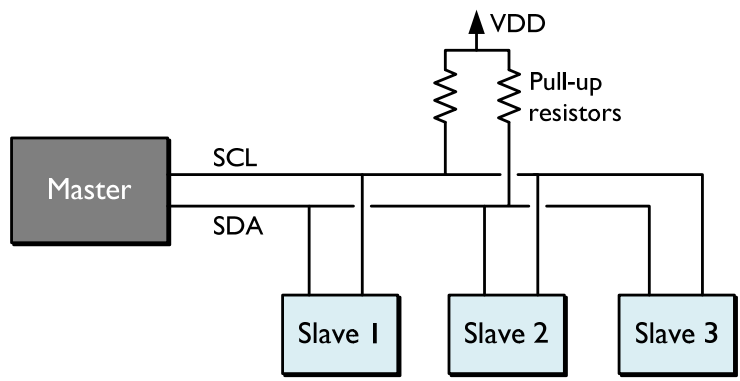 VDD
Pull-up
resistors
SCL
Master
SDA
Slave 1
Slave 2
Slave 3